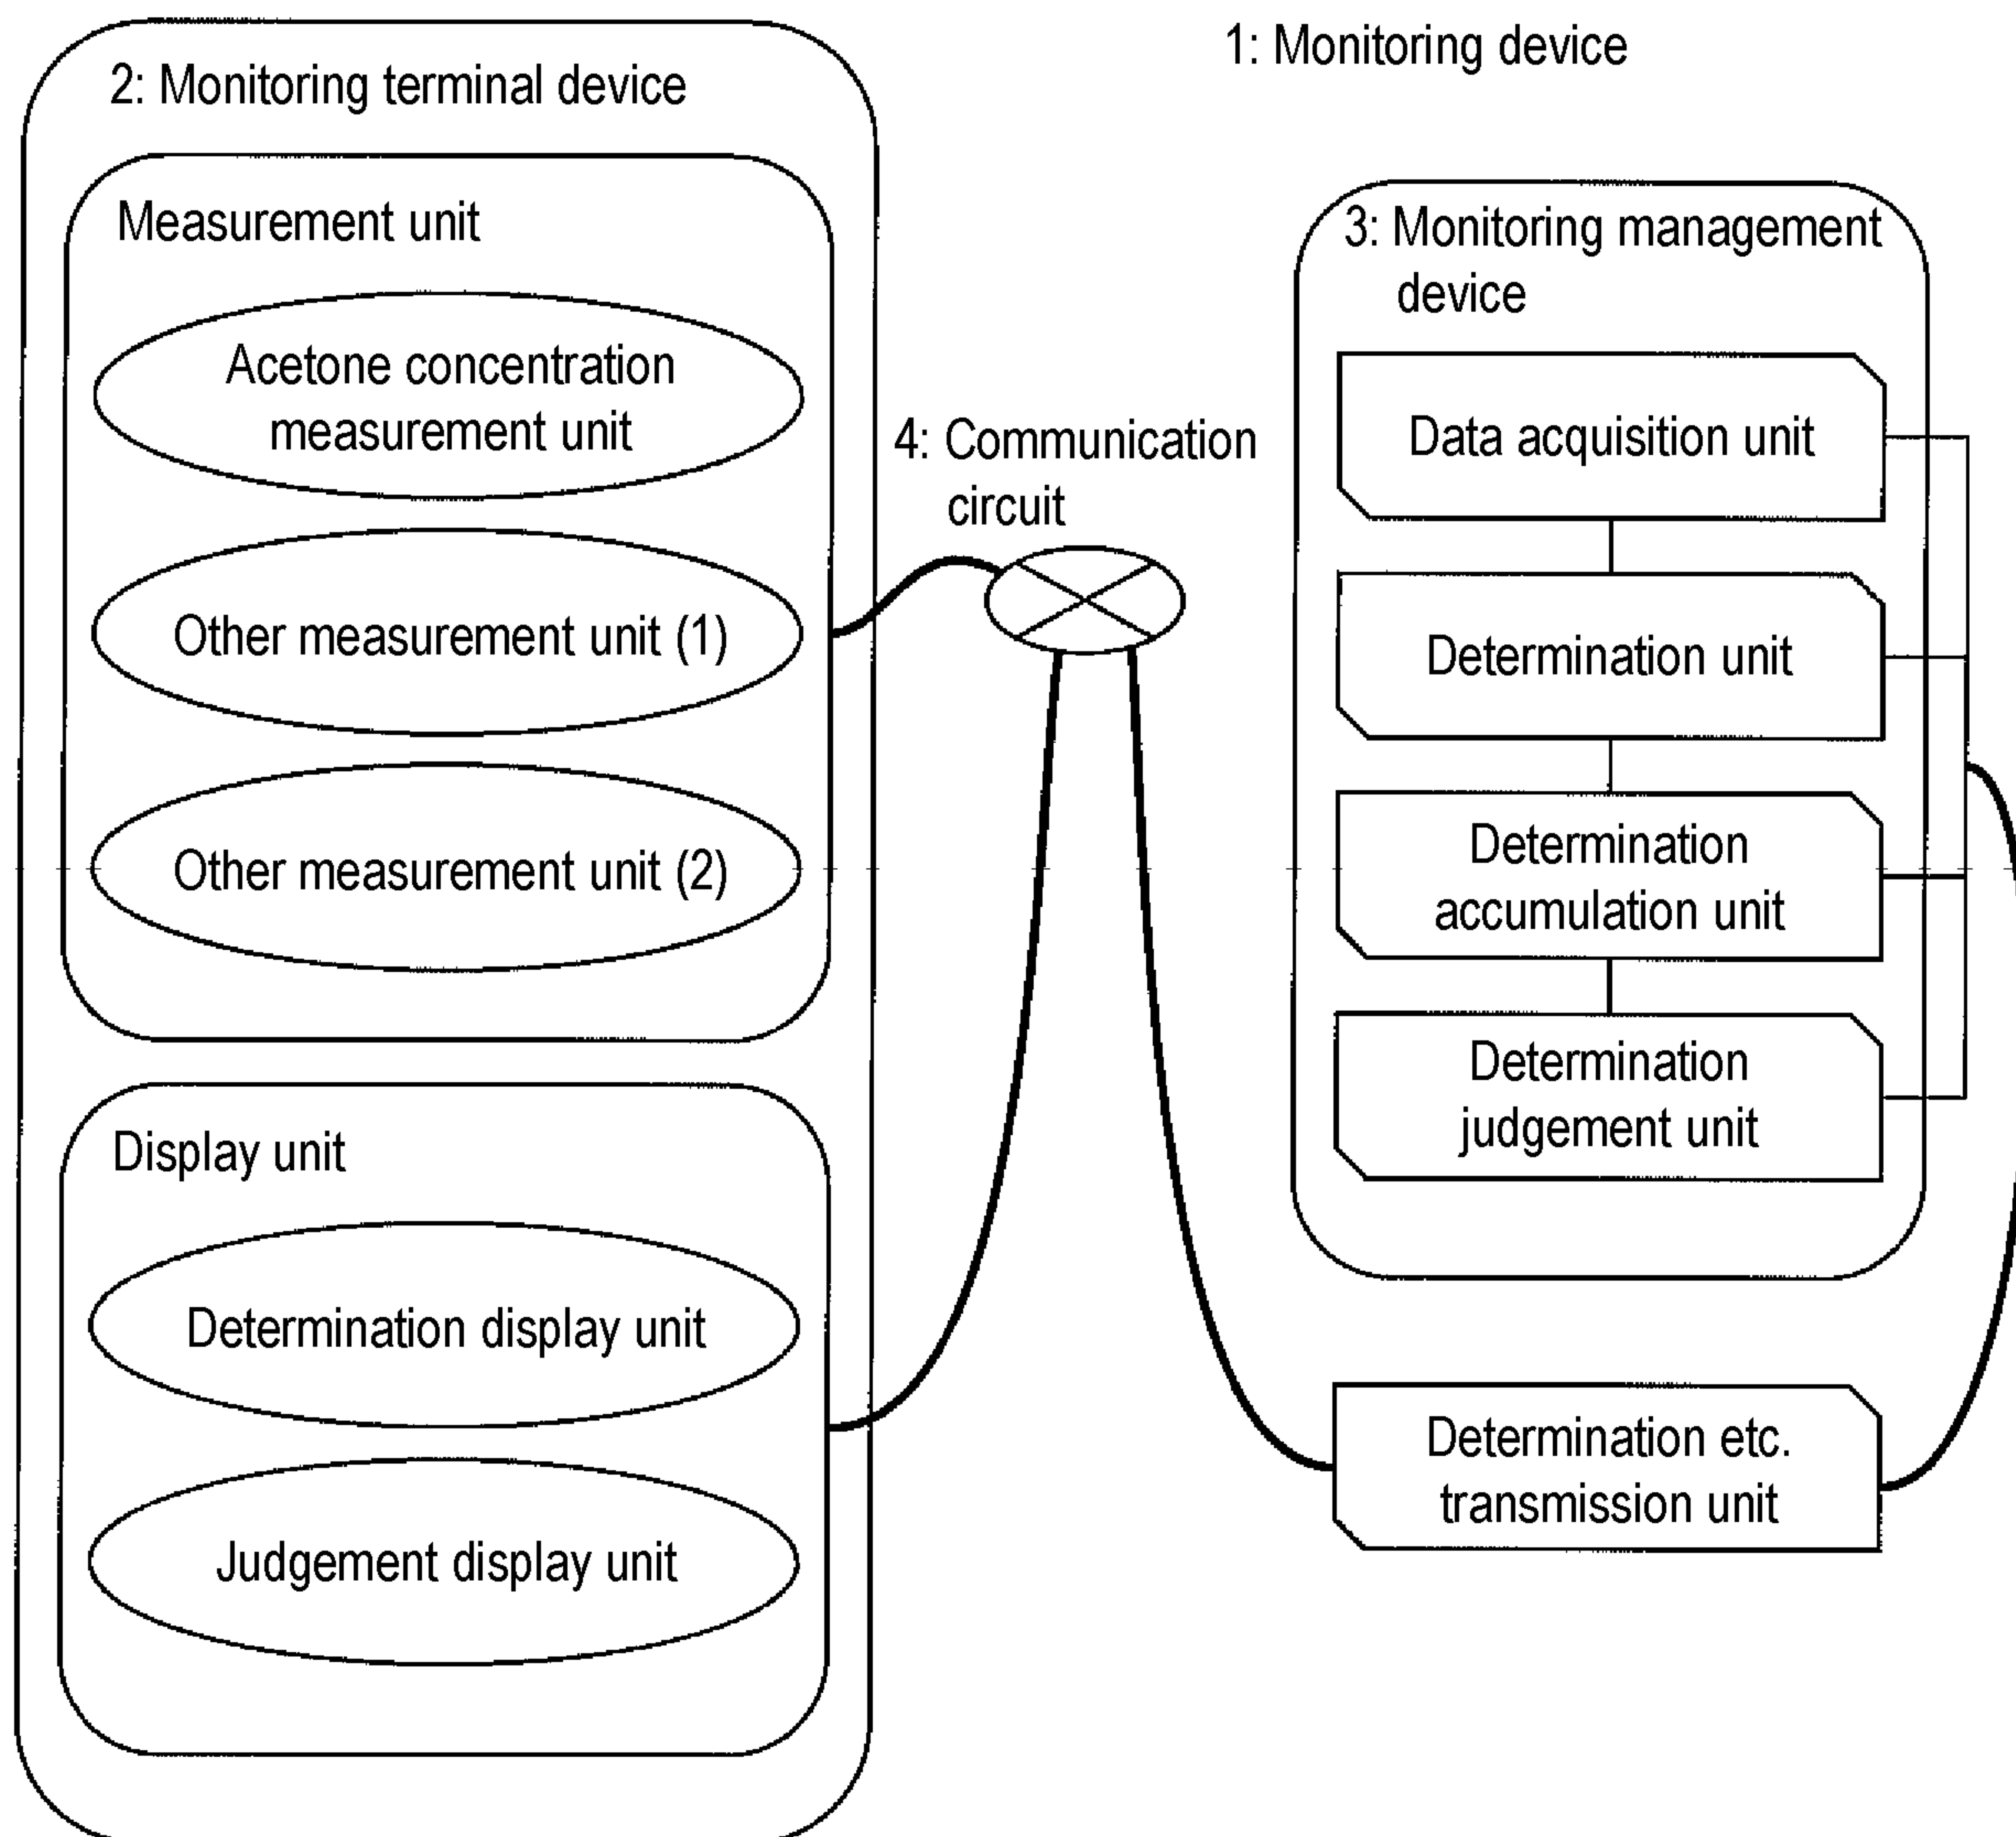 1: Monitoring device
2: Monitoring terminal device
Measurement unit
Acetone concentration
measurement unit
Other measurement unit (1)
Other measurement unit (2)
Display unit
Determination display unit
Judgement display unit
4: Communication
circuit
3: Monitoring management
device
Data acquisition unit
Determination unit
Determination
accumulation unit
Determination
judgement unit
Determination etc.
transmission unit